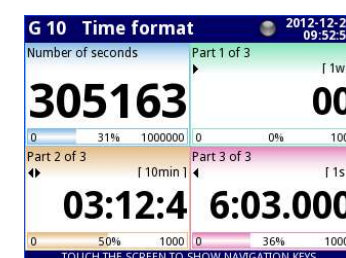 G 10 Time format
2012-12-2
09:52:5
Number of seconds
305163
0 31% 1000000
Part 1 of 3
[ 1w
00
0 0% 100
Part 2 of 3
[ 10min ]
03:12:4
0 50% 1000
Part 3 of 3
[ 1s
6:03.000
0 36% 1000
TOUCH THE SCREEN TO SHOW NAVIGATION KEYS